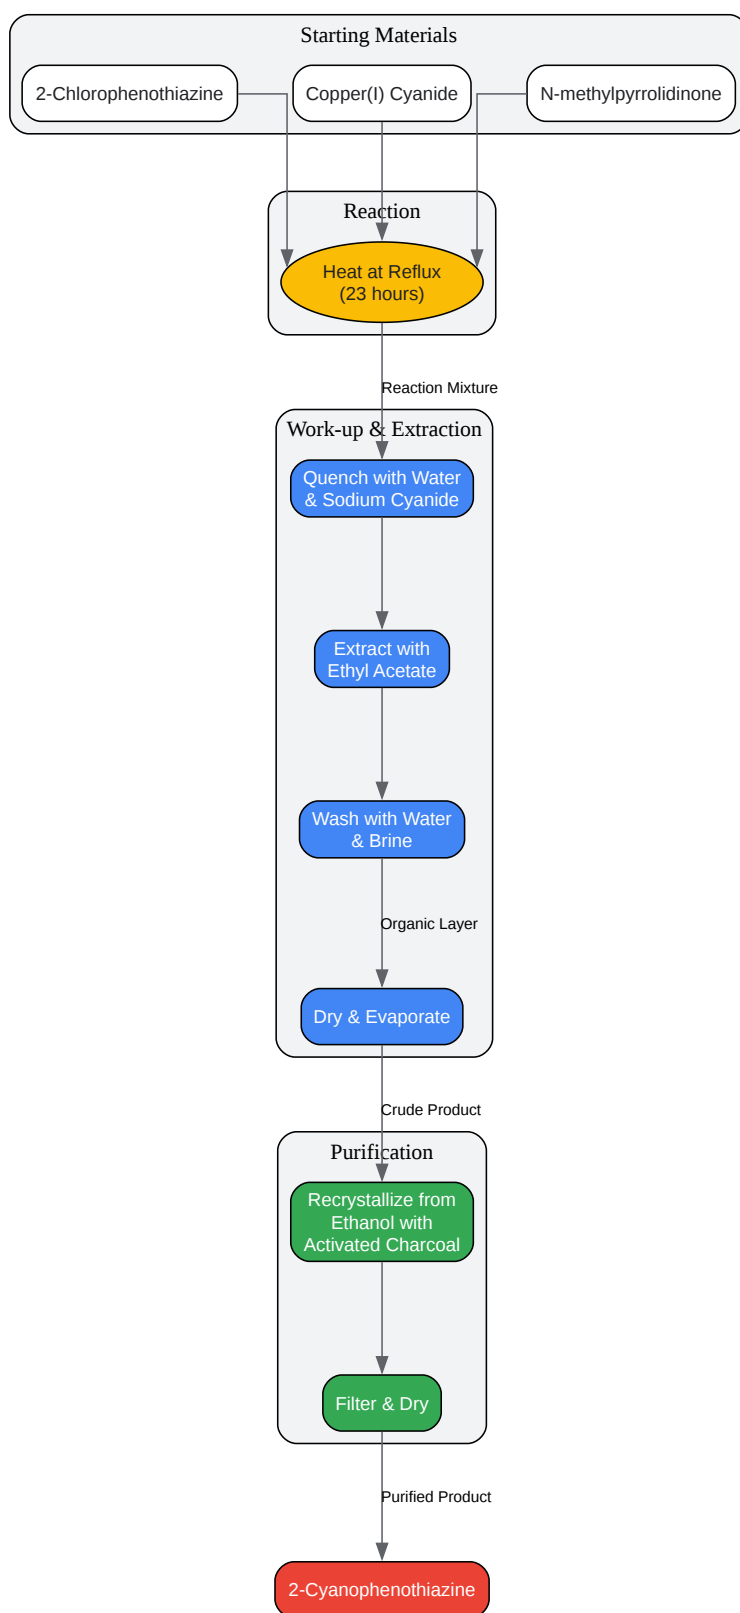 Starting Materials
2-Chlorophenothiazine
Copper(I) Cyanide
N-methylpyrrolidinone
Reaction
Heat at Reflux
(23 hours)
Reaction Mixture
Work-up & Extraction
Quench with Water
& Sodium Cyanide
Extract with
Ethyl Acetate
Wash with Water
& Brine
Organic Layer
Dry & Evaporate
Crude Product
Purification
Recrystallize from
Ethanol with
Activated Charcoal
Filter & Dry
Purified Product
2-Cyanophenothiazine